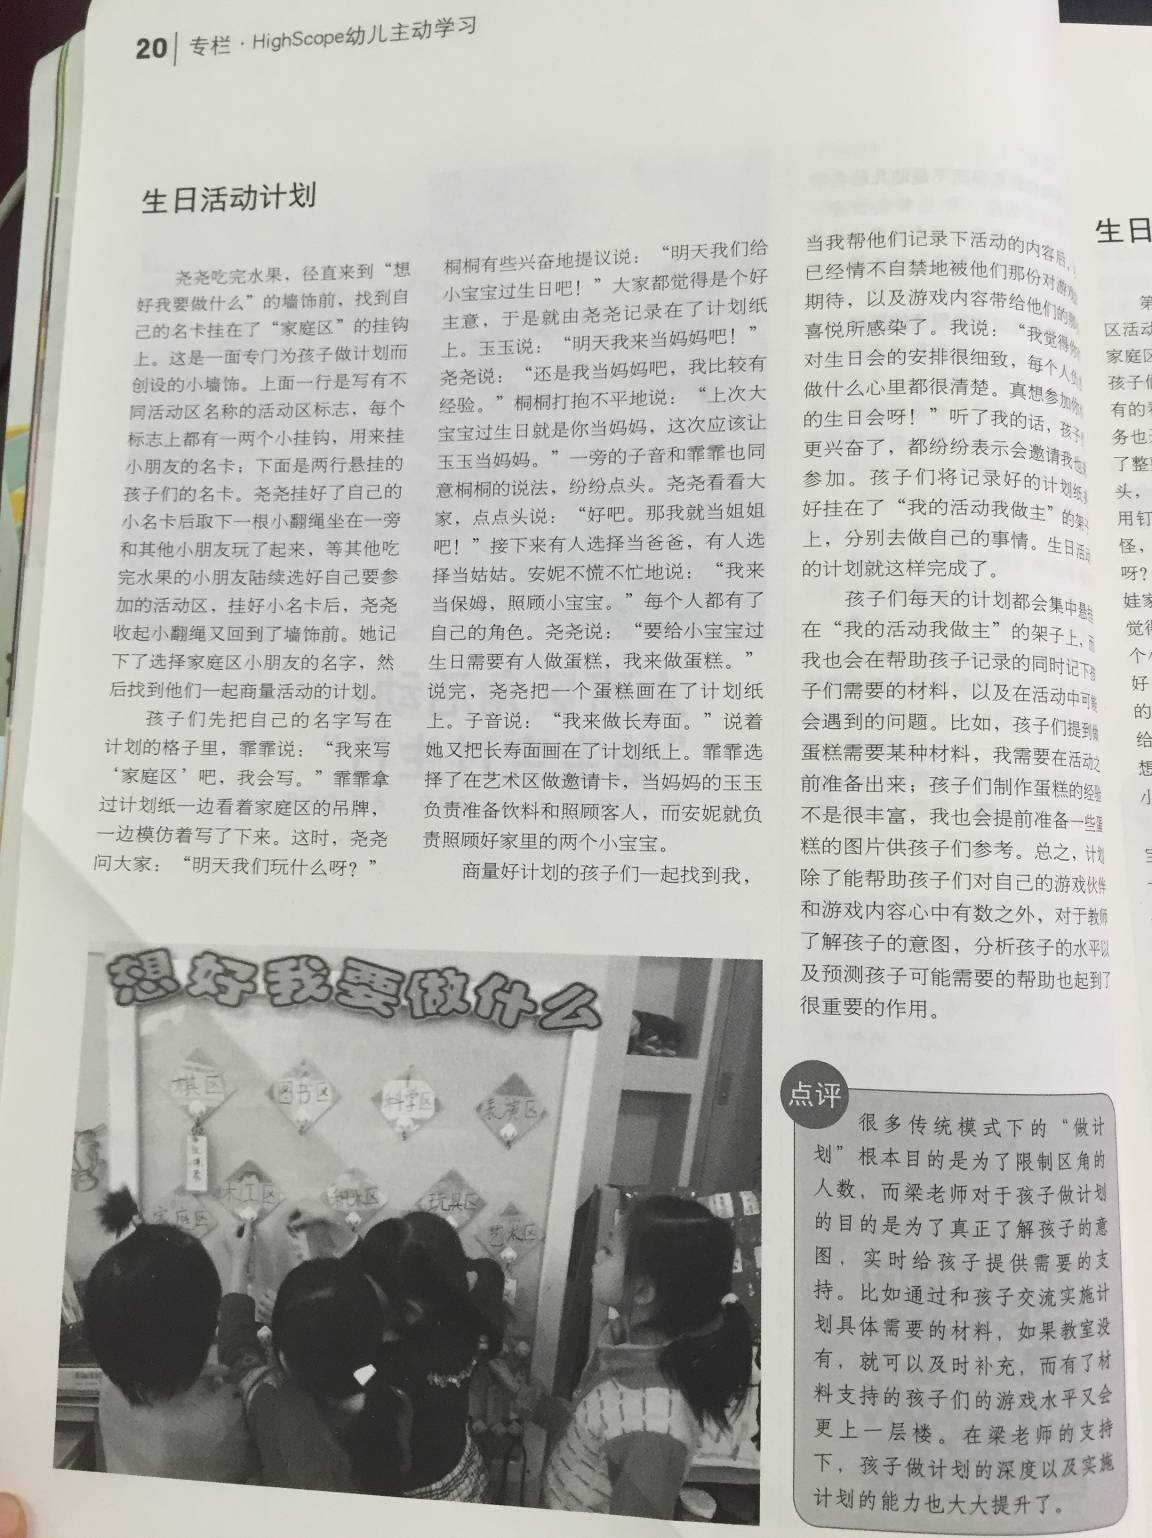 20 专栏·HighScope幼儿主动学习
生日活动计划
尧尧吃完水果，径直来到“想
好我要做什么”的墙饰前，找到自
己的名卡挂在了“家庭区”的挂钩
上。这是一面专门为孩子做计划而
创设的小墙饰。上面一行是写有不
同活动区名称的活动区标志，每个
标志上都有一两个小挂钩，用来挂
小朋友的名卡；下面是两行悬挂的
孩子们的名卡。尧尧挂好了自己的
小名卡后取下一根小翻绳坐在一旁
和其他小朋友玩了起来，等其他吃
完水果的小朋友陆续选好自己要参
加的活动区，挂好小名卡后，尧尧
收起小翻绳又回到了墙饰前。她记
下了选择家庭区小朋友的名字，然
后找到他们一起商量活动的计划。
孩子们先把自己的名字写在
计划的格子里，霏霏说：“我来写
‘家庭区’吧，我会写。”霏霏拿
过计划纸一边看着家庭区的吊牌，
一边模仿着写了下来。这时，尧尧
问大家：“明天我们玩什么呀？”
桐桐有些兴奋地提议说：“明天我们给
小宝宝过生日吧！”大家都觉得是个好
主意，于是就由尧尧记录在了计划纸
上。玉玉说：“明天我来当妈妈吧！”
尧尧说：“还是我当妈妈吧，我比较有
经验。”桐桐打抱不平地说：“上次大
宝宝过生日就是你当妈妈，这次应该让
玉玉当妈妈。”一旁的子音和霏霏也同
意桐桐的说法，纷纷点头。尧尧看看大
家，点点头说：“好吧。那我就当姐姐
吧！”接下来有人选择当爸爸，有人选
择当姑姑。安妮不慌不忙地说：“我来
当保姆，照顾小宝宝。”每个人都有了
自己的角色。尧尧说：“要给小宝宝过
生日需要有人做蛋糕，我来做蛋糕。”
说完，尧尧把一个蛋糕画在了计划纸
上。子音说：“我来做长寿面。”说着
她又把长寿面画在了计划纸上。霏霏选
择了在艺术区做邀请卡，当妈妈的玉玉
负责准备饮料和照顾客人，而安妮就负
责照顾好家里的两个小宝宝。
商量好计划的孩子们一起找到我，
当我帮他们记录下活动的内容后，
已经情不自禁地被他们那份对游戏
期待，以及游戏内容带给他们的
喜悦所感染了。我说：“我觉得
对生日会的安排很细致，每个人
做什么心里都很清楚。真想参加
的生日会呀！”听了我的话，孩子
更兴奋了，都纷纷表示会邀请我
参加。孩子们将记录好的计划纸
好挂在了“我的活动我做主”的架子
上，分别去做自己的事情。生日活动
的计划就这样完成了。
孩子们每天的计划都会集中悬挂
在“我的活动我做主”的架子上，而
我也会在帮助孩子记录的同时记下孩
子们需要的材料，以及在活动中可能
会遇到的问题。比如，孩子们提到做
蛋糕需要某种材料，我需要在活动之
前准备出来；孩子们制作蛋糕的经验
不是很丰富，我也会提前准备一些蛋
糕的图片供孩子们参考。总之，计划
除了能帮助孩子们对自己的游戏伙伴
和游戏内容心中有数之外，对于教师
了解孩子的意图，分析孩子的水平以
及预测孩子可能需要的帮助也起到了
很重要的作用。
想好我要做什么
棋区
图书区
科学区
表演区
家庭区
木工区
积木区
玩具区
艺术区
点评
很多传统模式下的“做计
划”根本目的是为了限制区角的
人数，而梁老师对于孩子做计划
的目的是为了真正了解孩子的意
图，实时给孩子提供需要的支
持。比如通过和孩子交流实施计
划具体需要的材料，如果教室没
有，就可以及时补充，而有了材
料支持的孩子们的游戏水平又会
更上一层楼。在梁老师的支持
下，孩子做计划的深度以及实施
计划的能力也大大提升了。
生日
第
区活动
家庭区
孩子们
有的
务也
了整
头，
用钉
怪，
呀？
娃家
觉得
个
好
的
给
想
小